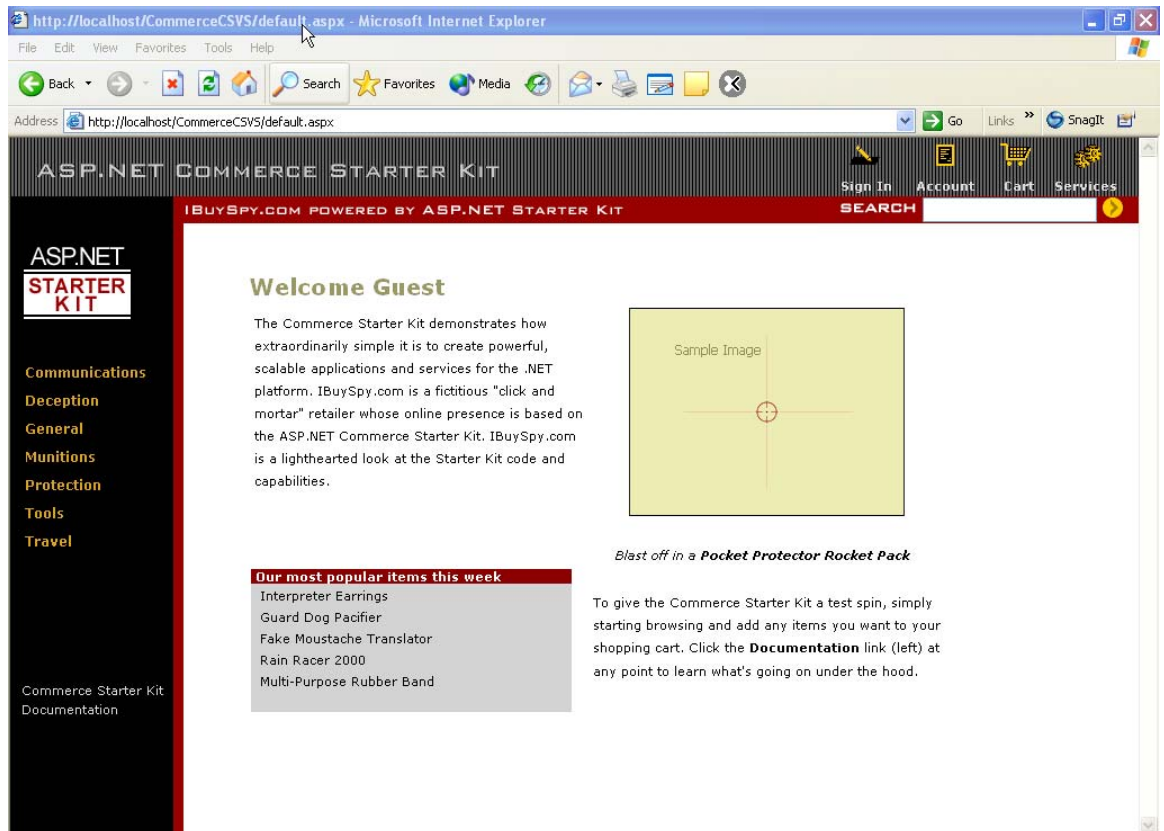 http://localhost/CommerceCSVS/default.aspx - Microsoft Internet Explorer
File Edit View Favorites Tools Help
Back Search Favorites Media
Address http://localhost/CommerceCSVS/default.aspx Go Links » SnagIt
ASP.NET COMMERCE STARTER KIT
Sign In Account Cart Services
IBUYSPY.COM POWERED BY ASP.NET STARTER KIT SEARCH
ASP.NET
STARTER
KIT
Communications
Deception
General
Munitions
Protection
Tools
Travel
Commerce Starter Kit
Documentation
Welcome Guest
The Commerce Starter Kit demonstrates how
extraordinarily simple it is to create powerful,
scalable applications and services for the .NET
platform. IBuySpy.com is a fictitious "click and
mortar" retailer whose online presence is based on
the ASP.NET Commerce Starter Kit. IBuySpy.com
is a lighthearted look at the Starter Kit code and
capabilities.
Sample Image
Blast off in a Pocket Protector Rocket Pack
Our most popular items this week
Interpreter Earrings
Guard Dog Pacifier
Fake Moustache Translator
Rain Racer 2000
Multi-Purpose Rubber Band
To give the Commerce Starter Kit a test spin, simply
starting browsing and add any items you want to your
shopping cart. Click the Documentation link (left) at
any point to learn what's going on under the hood.